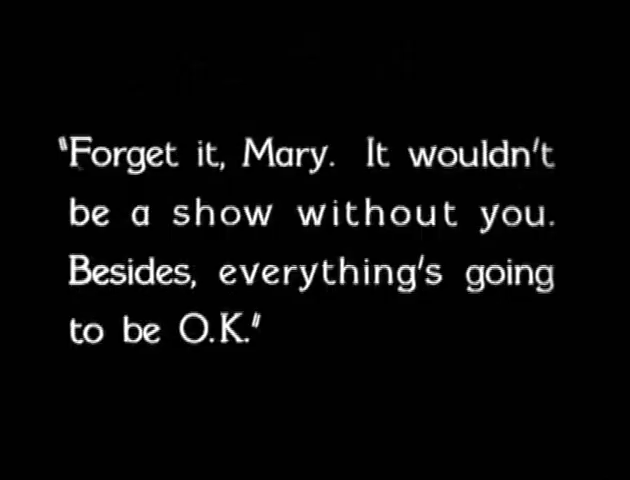 "Forget it, Mary. It wouldn't
be a show without you.
Besides, everything's going
to be O.K."